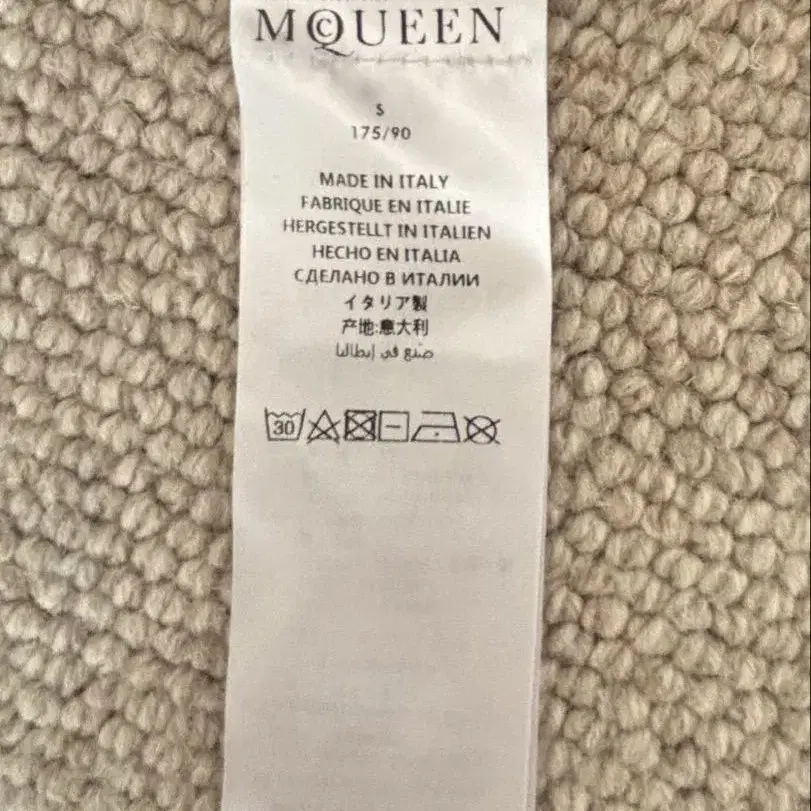 MCQUEEN
S
175/90
MADE IN ITALY
FABRIQUE EN ITALIE
HERGESTELLT IN ITALIEN
HECHO EN ITALIA
СДЕЛАНО В ИТАЛИИ
イタリア製
产地:意大利
صنع في إيطاليا
30